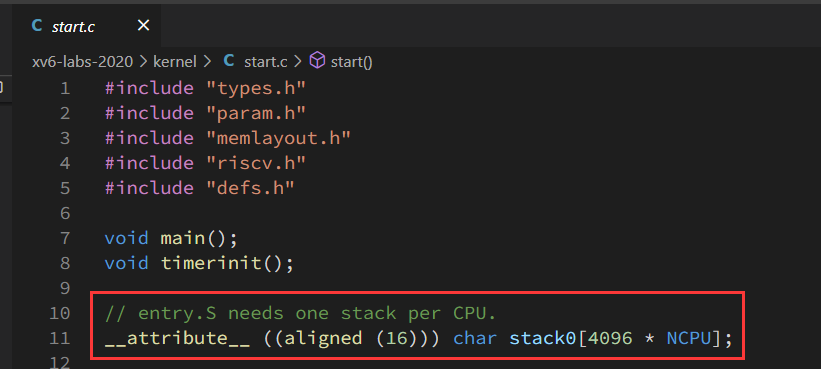 C start.c ×
xv6-labs-2020 > kernel > C start.c > start()
1 #include "types.h"
2 #include "param.h"
3 #include "memlayout.h"
4 #include "riscv.h"
5 #include "defs.h"
6
7 void main();
8 void timerinit();
9
10 // entry.S needs one stack per CPU.
11 __attribute__ ((aligned (16))) char stack0[4096 * NCPU];
12